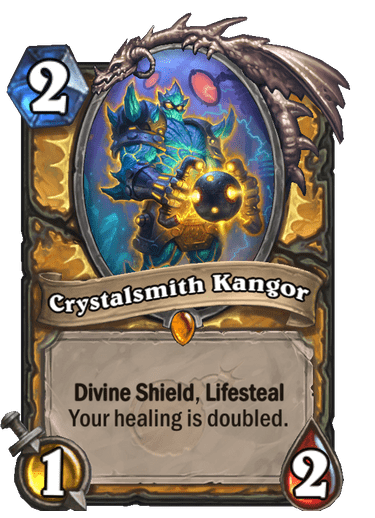 2
Crystalsmith Kangor
Divine Shield, Lifesteal
Your healing is doubled.
1
2